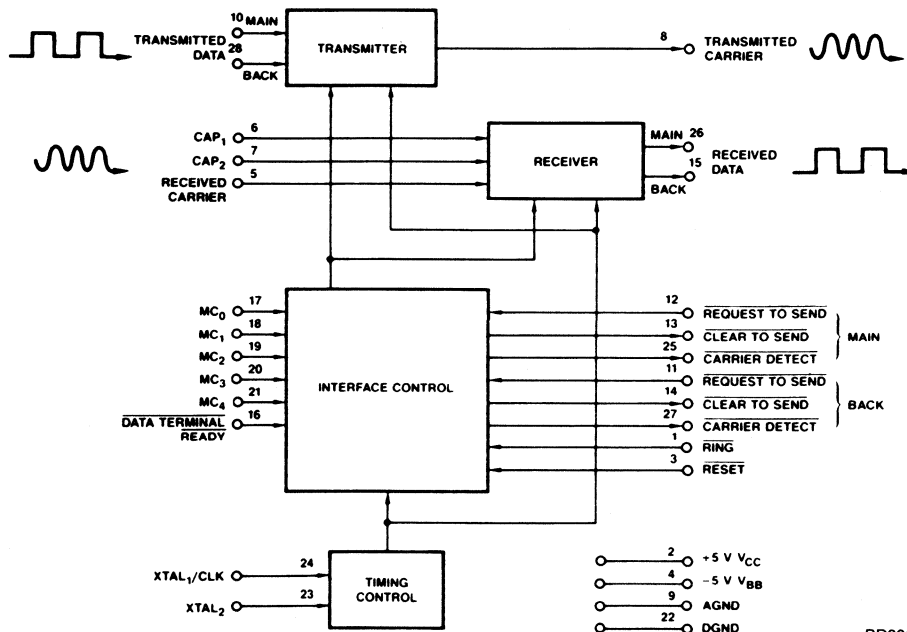 10 MAIN
TRANSMITTED
DATA
28
BACK
TRANSMITTER
8
TRANSMITTED
CARRIER
CAP1
6
CAP2
7
RECEIVED
CARRIER
5
RECEIVER
MAIN 26
15
BACK
RECEIVED
DATA
MC0
17
MC1
18
MC2
19
MC3
20
MC4
21
DATA TERMINAL
READY
16
INTERFACE CONTROL
12
REQUEST TO SEND
13
CLEAR TO SEND
25
CARRIER DETECT
MAIN
11
REQUEST TO SEND
14
CLEAR TO SEND
27
CARRIER DETECT
BACK
1
RING
3
RESET
XTAL1/CLK
24
XTAL2
23
TIMING
CONTROL
2
+5 V VCC
4
−5 V VBB
9
AGND
22
DGND